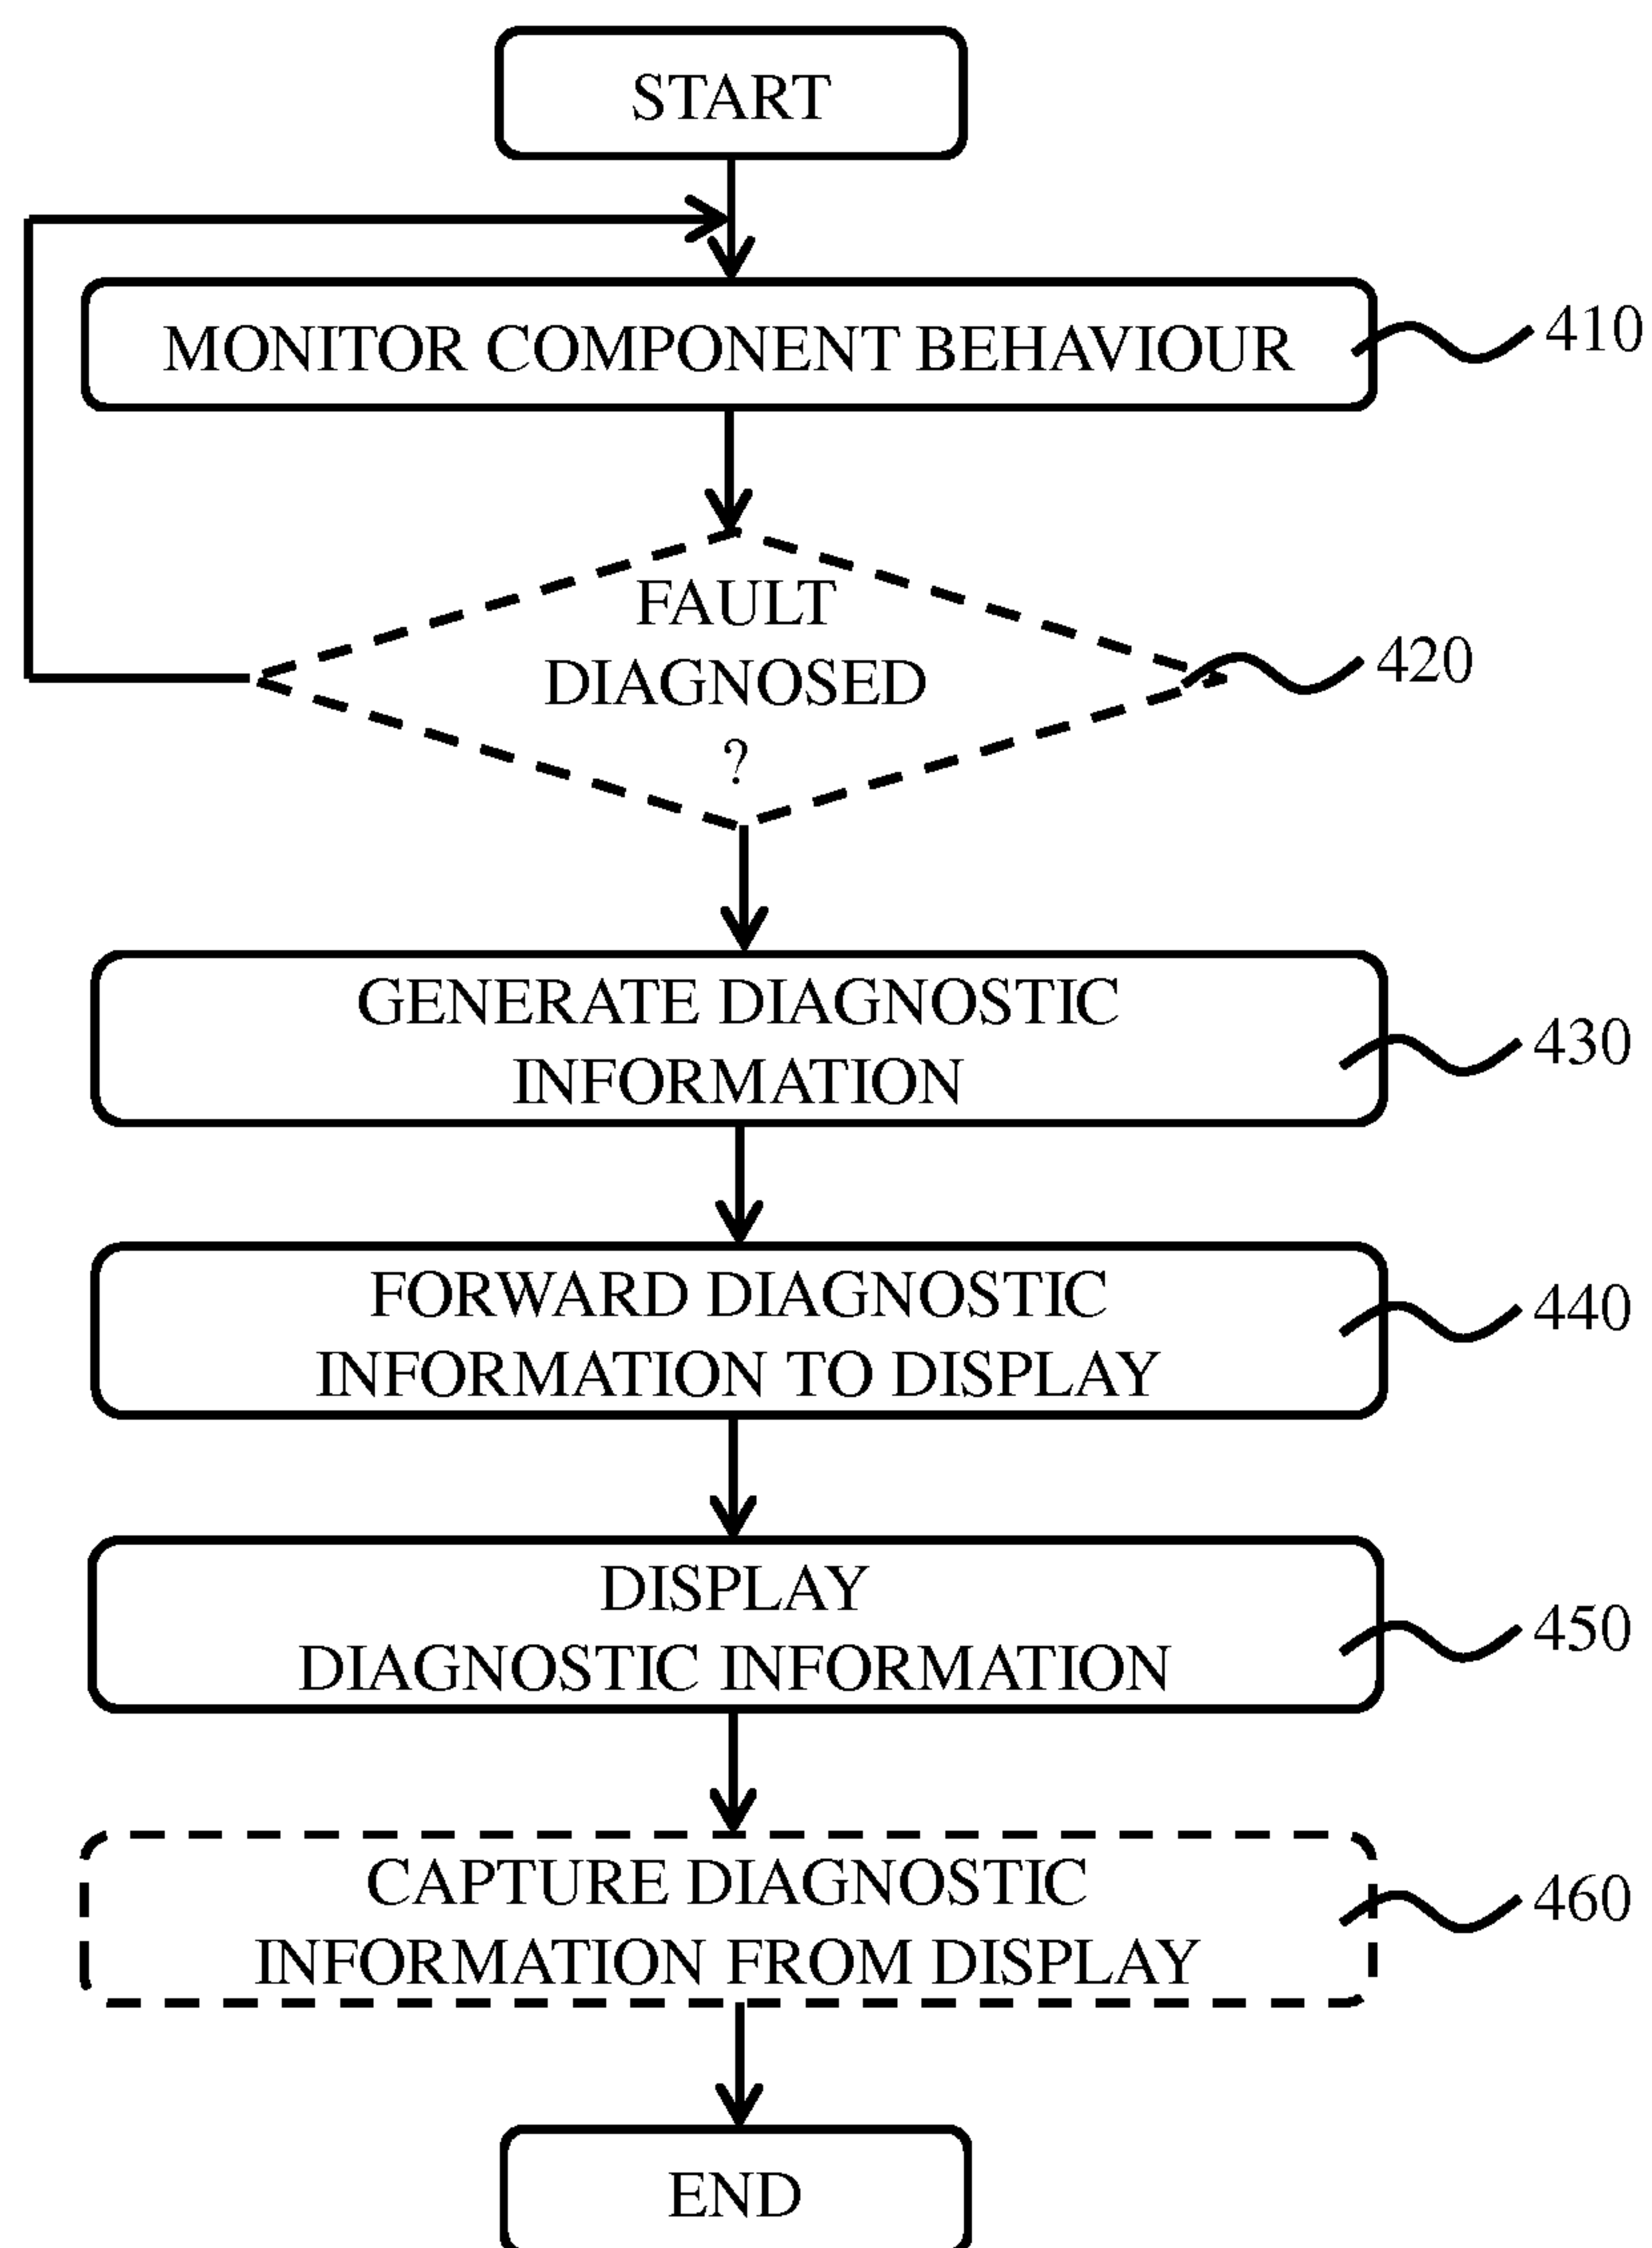 START
MONITOR COMPONENT BEHAVIOUR
410
FAULT
DIAGNOSED
?
420
GENERATE DIAGNOSTIC
INFORMATION
430
FORWARD DIAGNOSTIC
INFORMATION TO DISPLAY
440
DISPLAY
DIAGNOSTIC INFORMATION
450
CAPTURE DIAGNOSTIC
INFORMATION FROM DISPLAY
460
END